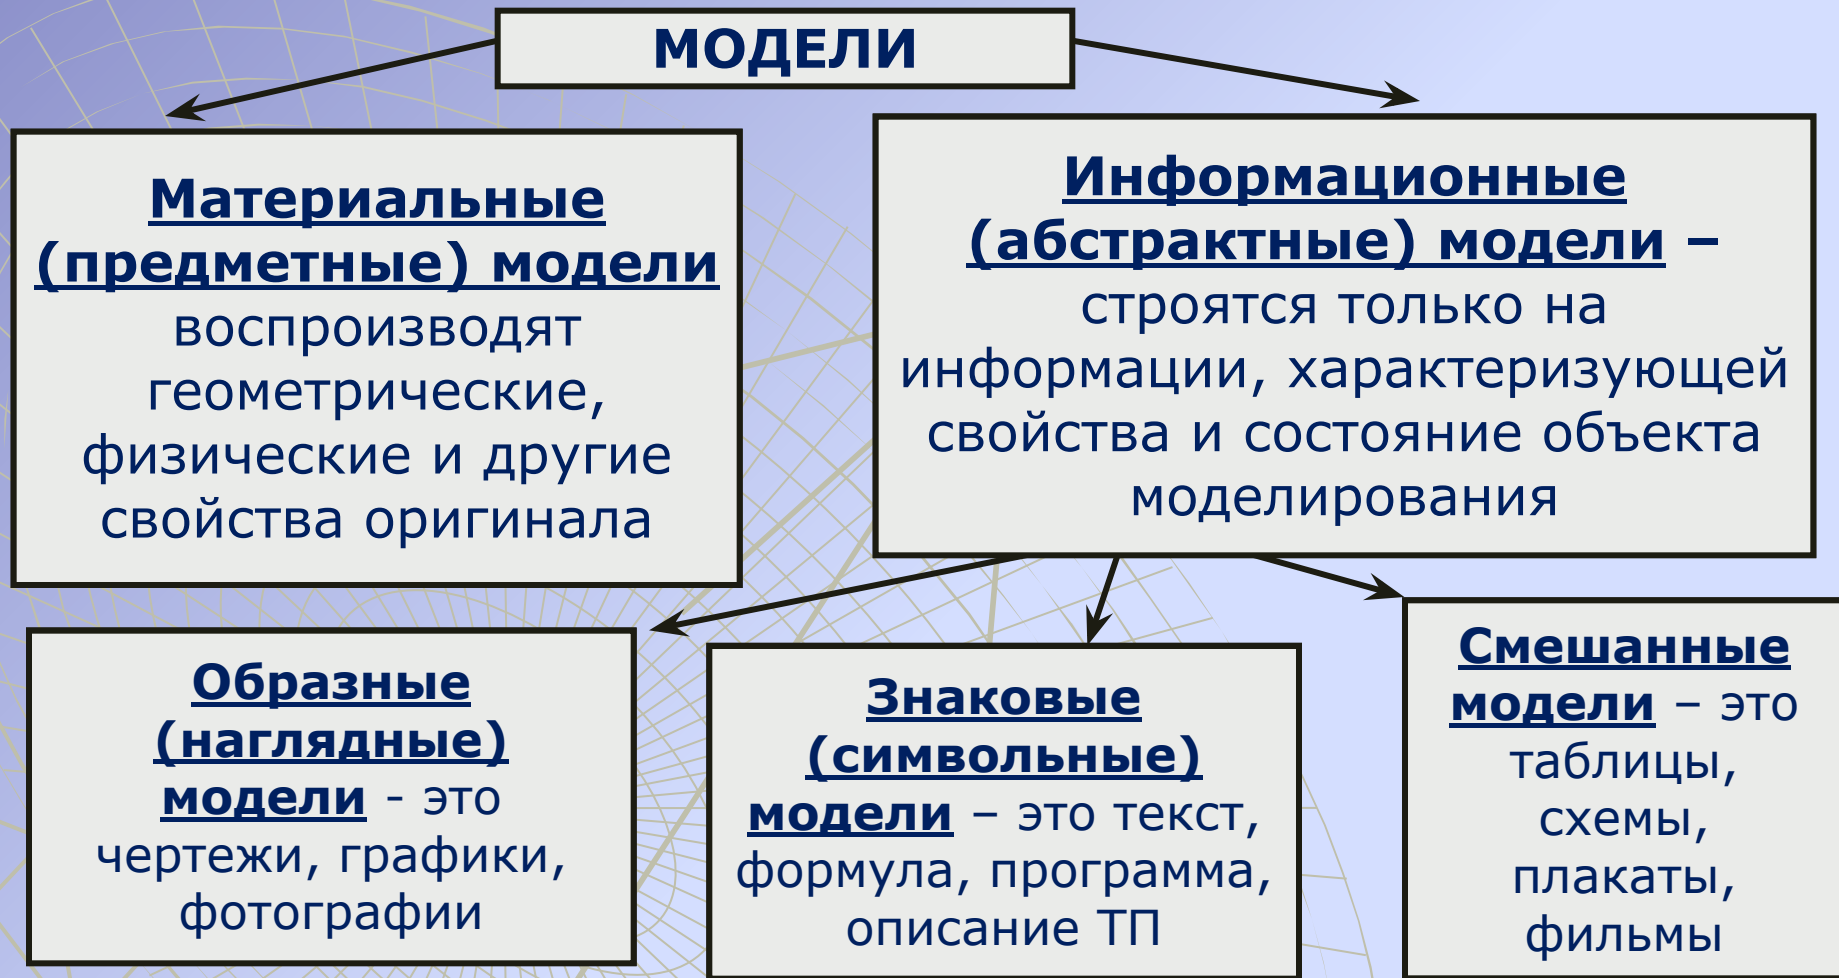 МОДЕЛИ
Материальные
(предметные) модели
воспроизводят
геометрические,
физические и другие
свойства оригинала
Информационные
(абстрактные) модели –
строятся только на
информации, характеризующей
свойства и состояние объекта
моделирования
Образные
(наглядные)
модели - это
чертежи, графики,
фотографии
Знаковые
(символьные)
модели – это текст,
формула, программа,
описание ТП
Смешанные
модели – это
таблицы,
схемы,
плакаты,
фильмы